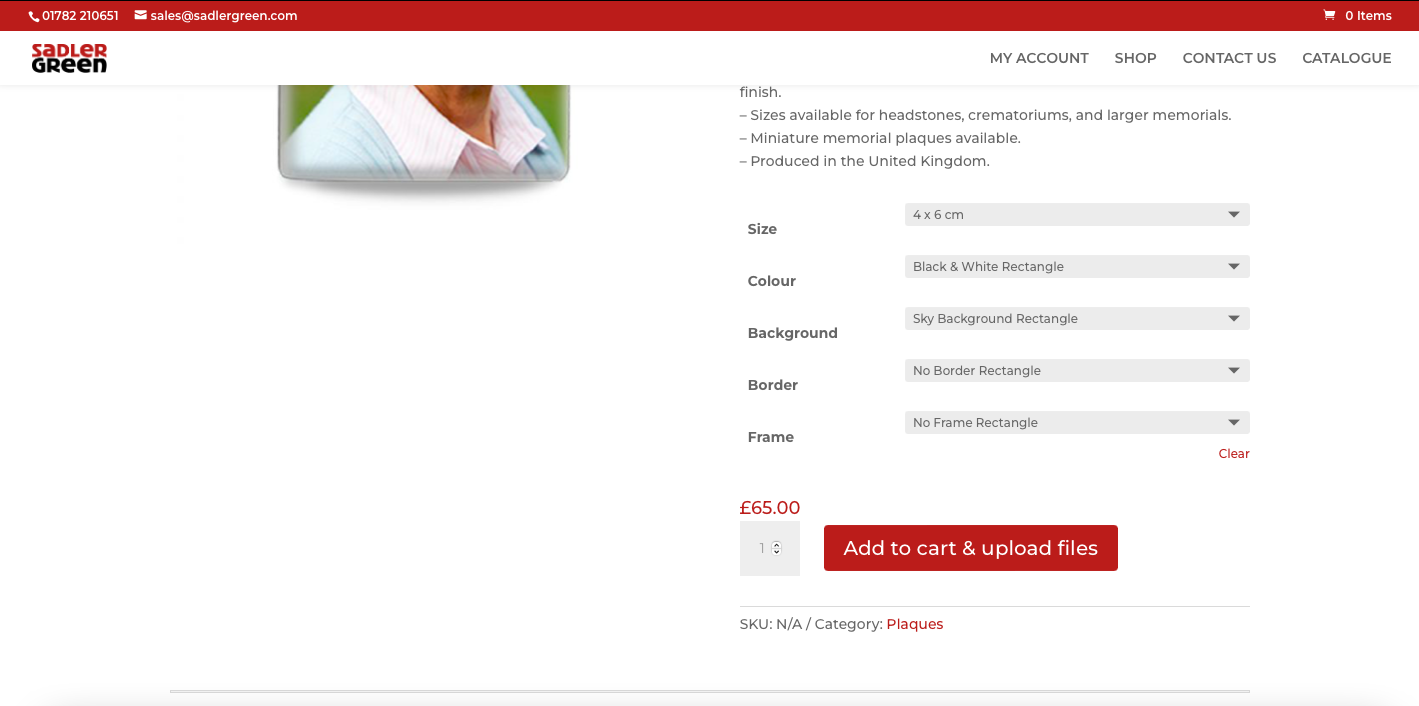 01782 210651 sales@sadlergreen.com 0 Items
SADLER
GREEN
MY ACCOUNT SHOP CONTACT US CATALOGUE
finish.
– Sizes available for headstones, crematoriums, and larger memorials.
– Miniature memorial plaques available.
– Produced in the United Kingdom.
Size 4 x 6 cm
Colour Black & White Rectangle
Background Sky Background Rectangle
Border No Border Rectangle
Frame No Frame Rectangle
Clear
£65.00
1 Add to cart & upload files
SKU: N/A / Category: Plaques